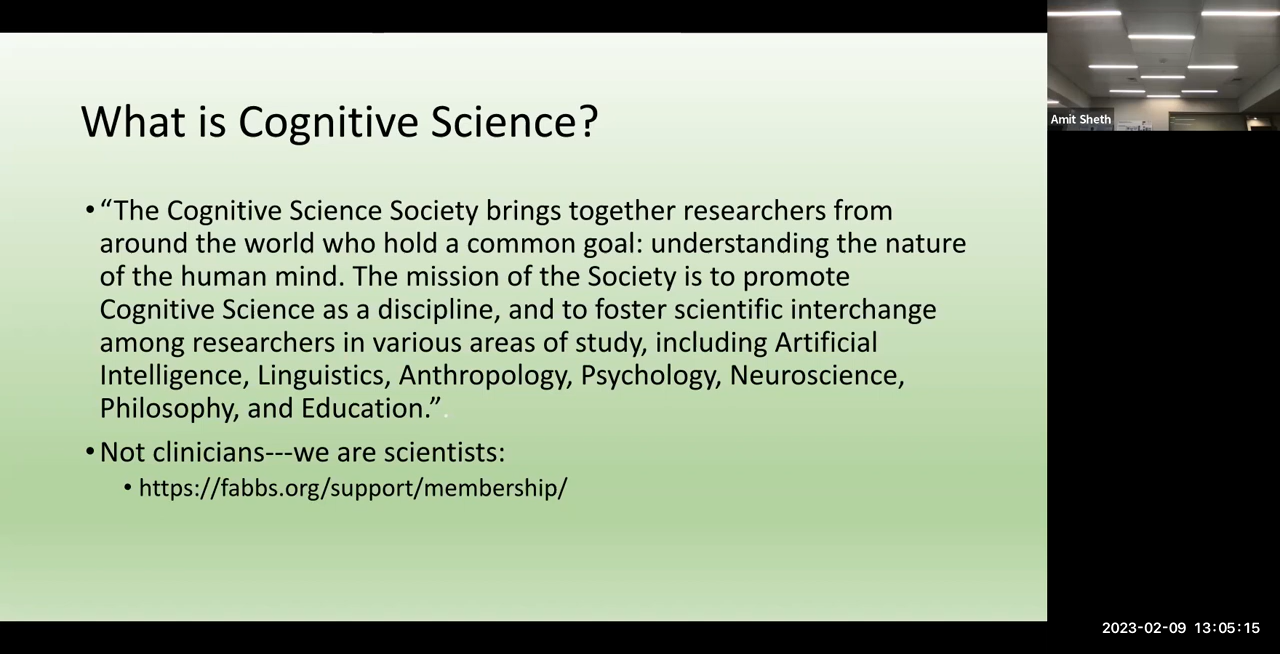 What is Cognitive Science?
• “The Cognitive Science Society brings together researchers from
around the world who hold a common goal: understanding the nature
of the human mind. The mission of the Society is to promote
Cognitive Science as a discipline, and to foster scientific interchange
among researchers in various areas of study, including Artificial
Intelligence, Linguistics, Anthropology, Psychology, Neuroscience,
Philosophy, and Education.”.
• Not clinicians---we are scientists:
• https://fabbs.org/support/membership/
Amit Sheth
2023-02-09 13:05:15